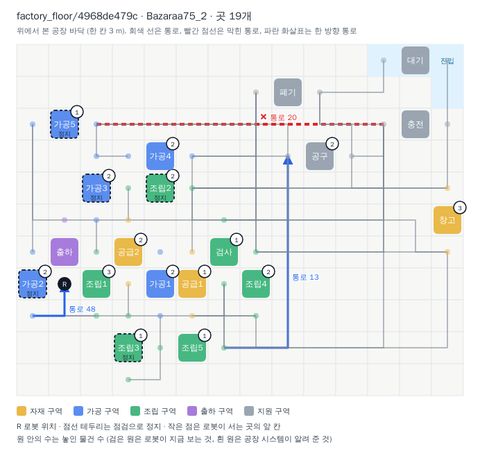 factory_floor/4968de479c · Bazaraa75_2 · 곳 19개
위에서 본 공장 바닥 (한 칸 3 m). 회색 선은 통로, 빨간 점선은 막힌 통로, 파란 화살표는 한 방향 통로
대기
진입
폐기
1
가공5
정지
✕ 통로 20
충전
2
가공4
2
공구
2
가공3
정지
2
조립2
정지
3
창고
출하
2
공급2
1
검사
2
가공2
정지
R
3
조립1
2
가공1
1
공급1
2
조립4
통로 13
통로 48
1
조립3
정지
1
조립5
자재 구역
가공 구역
조립 구역
출하 구역
지원 구역
R 로봇 위치 · 점선 테두리는 점검으로 정지 · 작은 점은 로봇이 서는 곳의 앞 칸
원 안의 수는 놓인 물건 수 (검은 원은 로봇이 지금 보는 것, 흰 원은 공장 시스템이 알려 준 것)